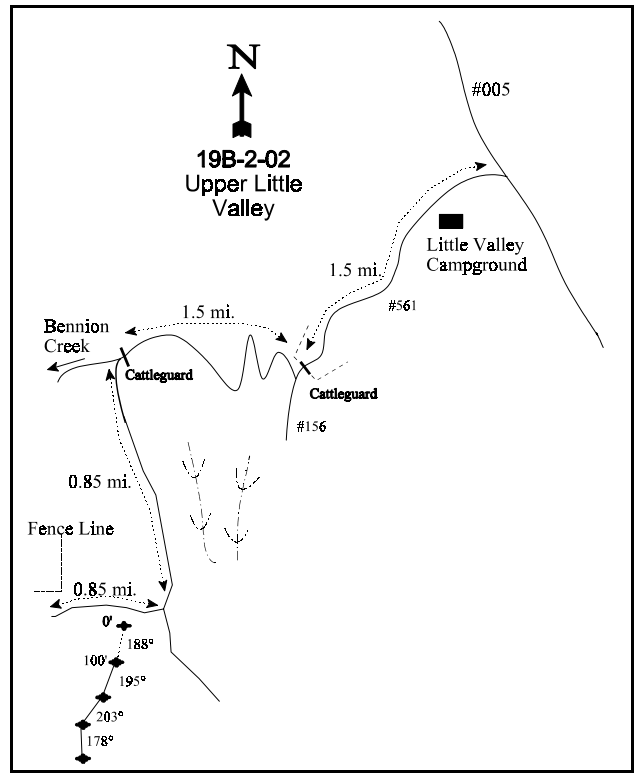 N
19B-2-02
Upper Little
Valley
#005
Little Valley
Campground
1.5 mi.
#561
1.5 mi.
Bennion
Creek
Cattleguard
Cattleguard
#156
0.85 mi.
Fence Line
0.85 mi.
0'
188°
100'
195°
203°
178°